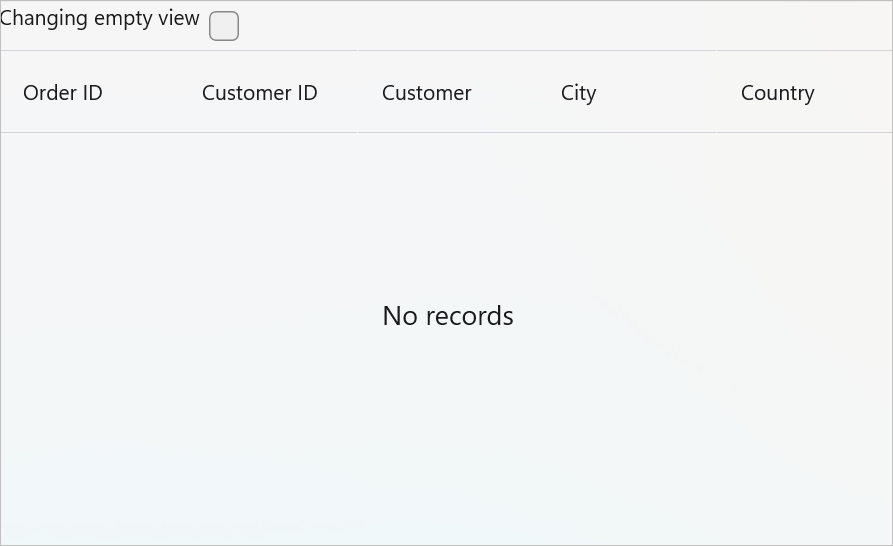 Changing empty view
Order ID Customer ID Customer City Country
No records